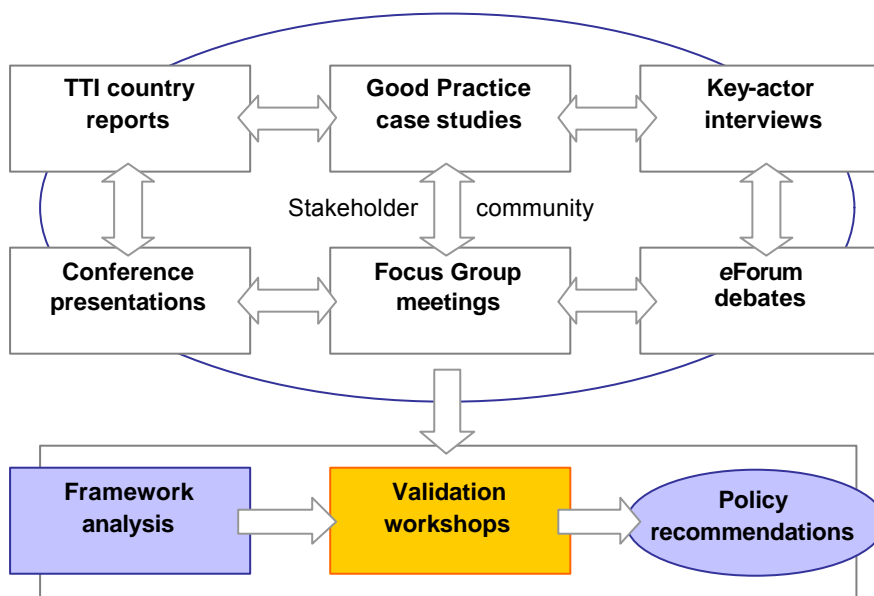 TTI country
reports
Good Practice
case studies
Key-actor
interviews
Stakeholder community
Conference
presentations
Focus Group
meetings
eForum
debates
Framework
analysis
Validation
workshops
Policy
recommendations